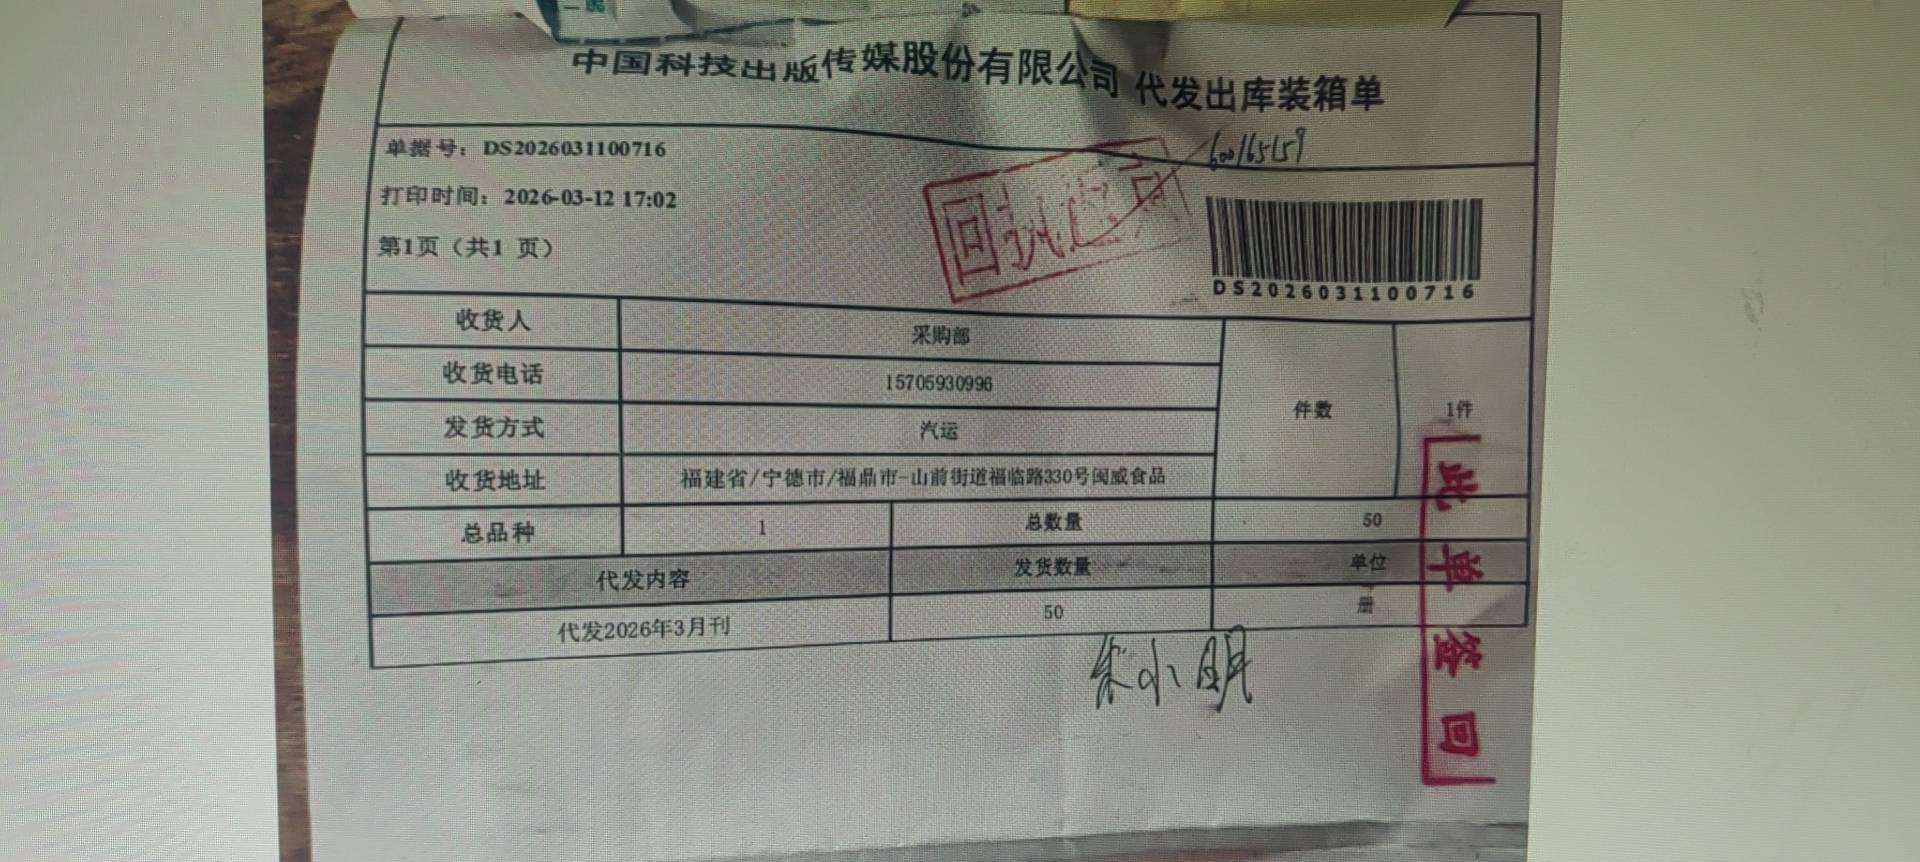 中国科技出版传媒股份有限公司 代发出库装箱单
单据号：DS2026031100716
600165159
打印时间：2026-03-12 17:02
第1页（共1 页）
回执
DS2026031100716
收货人 采购部
收货电话 15705930996
发货方式 汽运
件数 1件
收货地址 福建省/宁德市/福鼎市-山前街道福临路330号闽威食品
总品种 1 总数量 50
代发内容 发货数量 单位
代发2026年3月刊 50 册
朱小明
此单签回